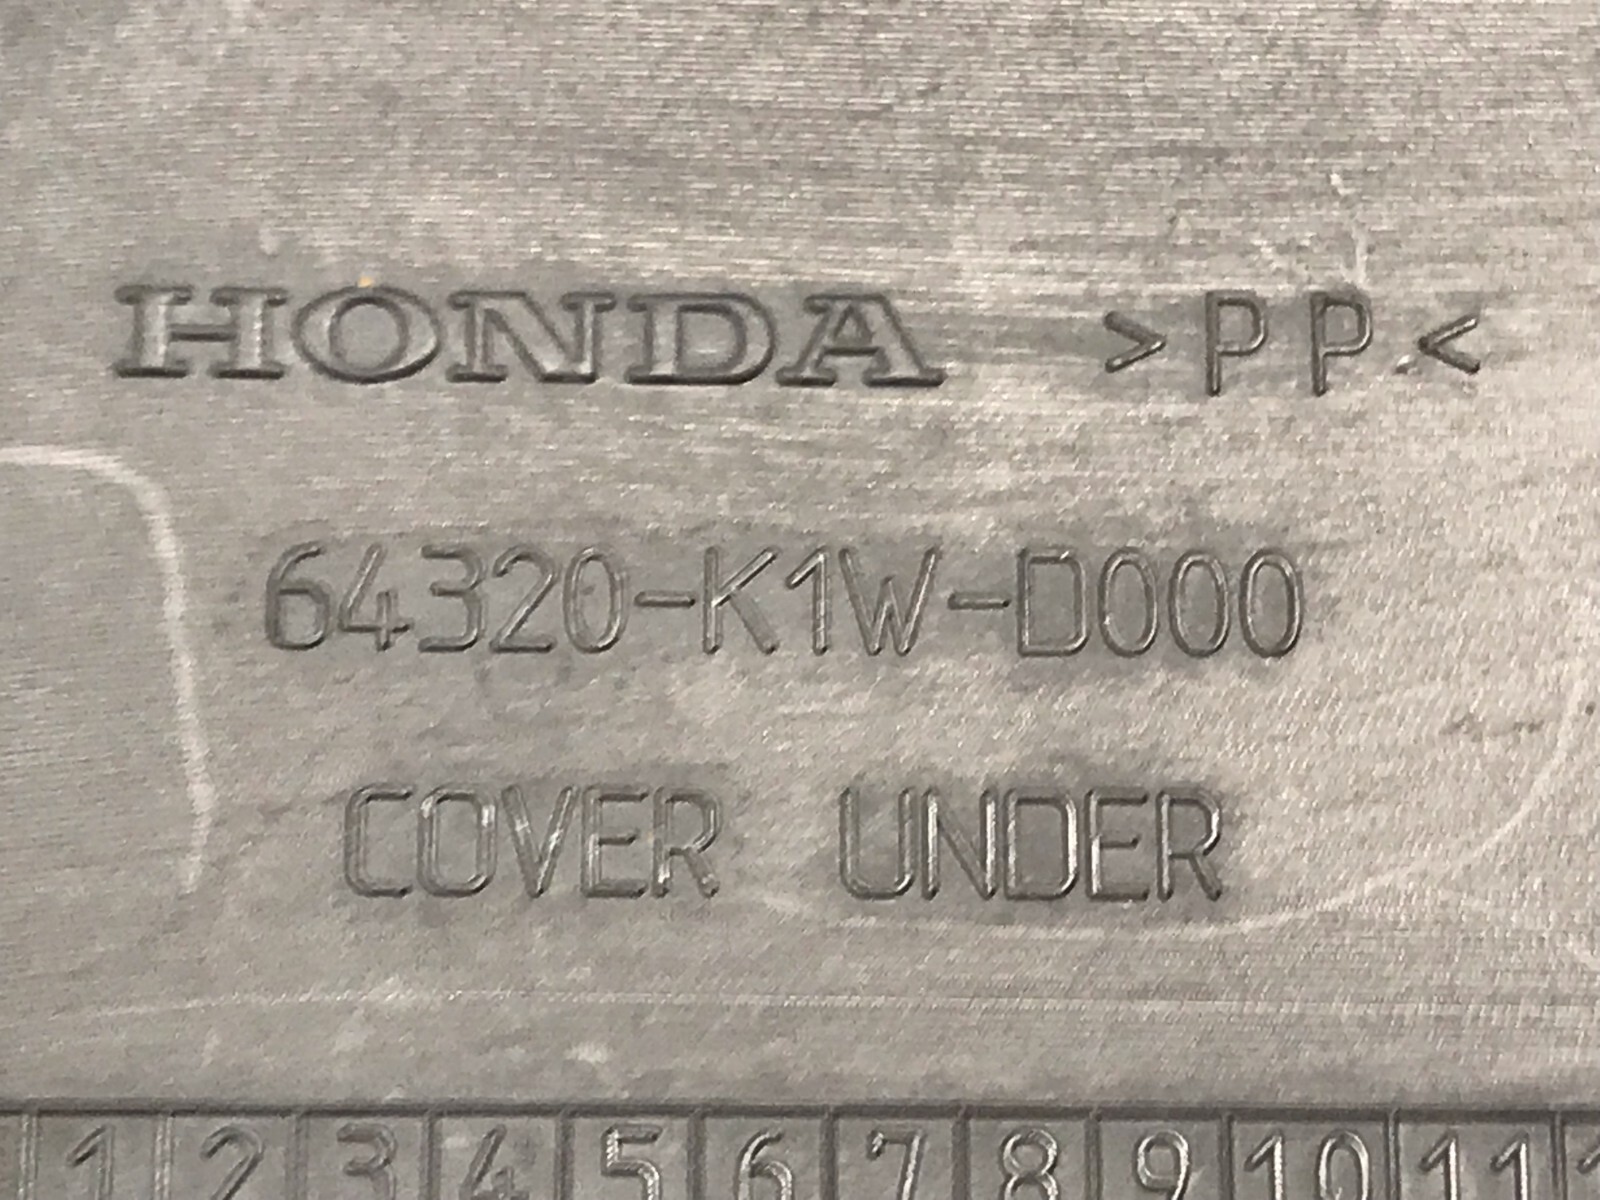 HONDA >PP<
64320-K1W-D000
COVER UNDER
1 2 3 4 5 6 7 8 9 10 11